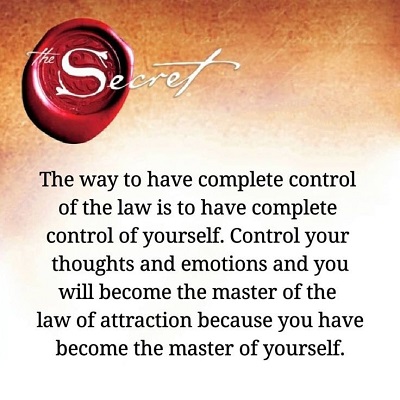 the Secret
The way to have complete control
of the law is to have complete
control of yourself. Control your
thoughts and emotions and you
will become the master of the
law of attraction because you have
become the master of yourself.